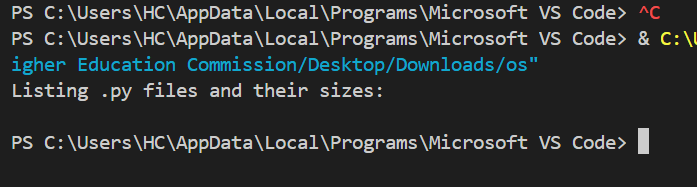 PS C:\Users\HC\AppData\Local\Programs\Microsoft VS Code> ^C
PS C:\Users\HC\AppData\Local\Programs\Microsoft VS Code> & C:\
igher Education Commission/Desktop/Downloads/os"
Listing .py files and their sizes:
PS C:\Users\HC\AppData\Local\Programs\Microsoft VS Code>